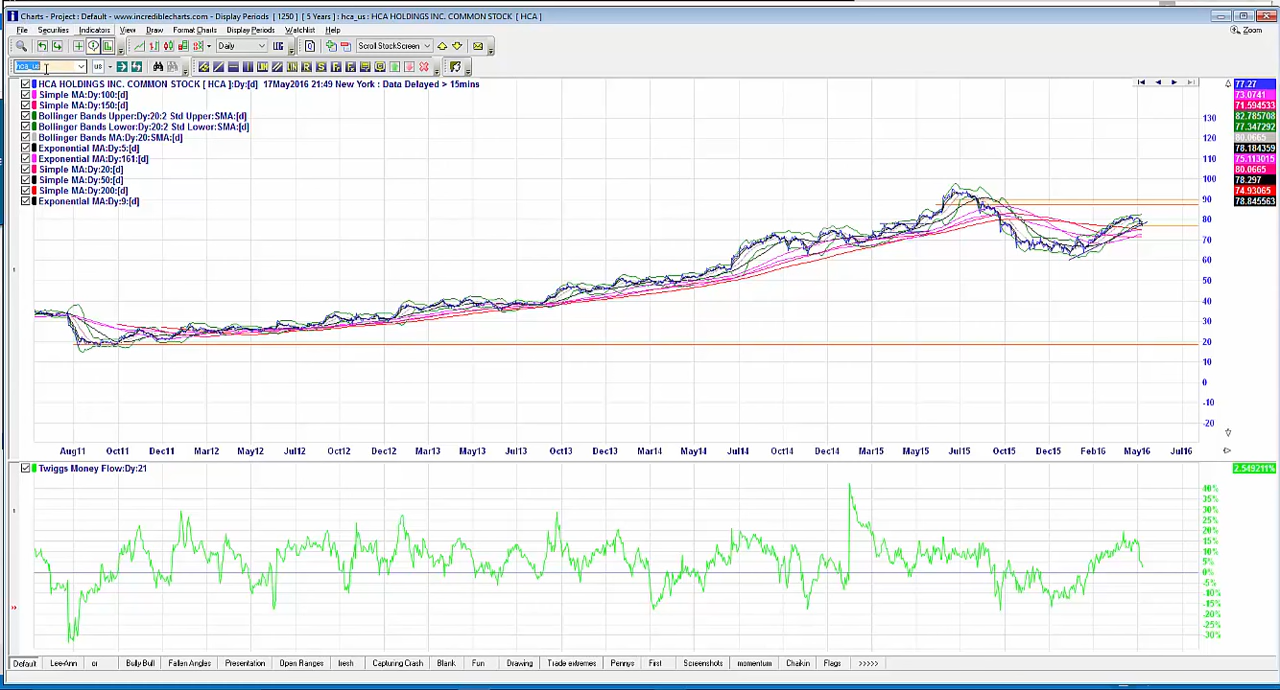 Charts - Project : Default - www.incrediblecharts.com - Display Periods [ 1250 ] [ 5 Years ] : hca_us : HCA HOLDINGS INC. COMMON STOCK [ HCA ]
File Securities Indicators View Draw Format Charts Display Periods Watchlist Help
Zoom
Daily Scroll StockScreen
hca_us us
HCA HOLDINGS INC. COMMON STOCK [ HCA ]:Dy:[d] 17May2016 21:49 New York : Data Delayed > 15mins
Simple MA:Dy:100:[d]
Simple MA:Dy:150:[d]
Bollinger Bands Upper:Dy:20:2 Std Upper:SMA:[d]
Bollinger Bands Lower:Dy:20:2 Std Lower:SMA:[d]
Bollinger Bands MA:Dy:20:SMA:[d]
Exponential MA:Dy:5:[d]
Exponential MA:Dy:161:[d]
Simple MA:Dy:20:[d]
Simple MA:Dy:50:[d]
Simple MA:Dy:200:[d]
Exponential MA:Dy:9:[d]
77.27
73.0741
71.594533
82.785708
77.347292
80.0665
78.184359
75.113015
80.0665
78.297
74.93065
78.845563
130
120
110
100
90
80
70
60
50
40
30
20
10
0
-10
-20
Aug11 Oct11 Dec11 Mar12 May12 Jul12 Oct12 Dec12 Mar13 May13 Jul13 Oct13 Dec13 Mar14 May14 Jul14 Oct14 Dec14 Mar15 May15 Jul15 Oct15 Dec15 Feb16 May16 Jul16
Twiggs Money Flow:Dy:21
2.549211%
40%
35%
30%
25%
20%
15%
10%
5%
0%
-5%
-10%
-15%
-20%
-25%
-30%
Default Lee-Ann cr Bully Bull Fallen Angles Presentation Open Ranges Iresh Capturing Crash Blank Fun Drawing Trade extremes Pennys First Screenshots momentum Chaikin Flags >>>>>